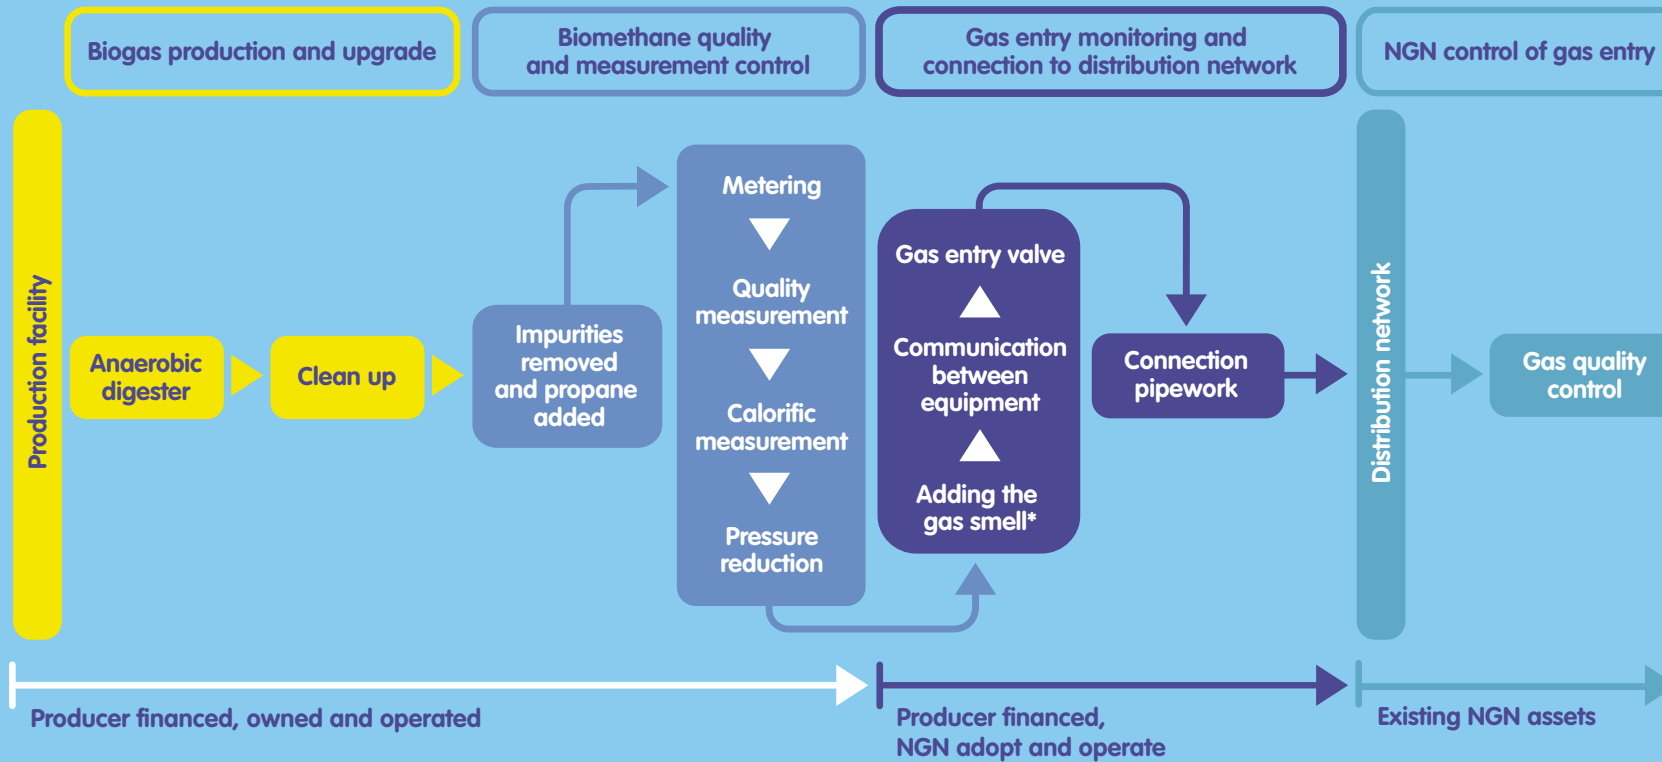 Biogas production and upgrade
Biomethane quality
and measurement control
Gas entry monitoring and
connection to distribution network
NGN control of gas entry
Production facility
Anaerobic
digester
Clean up
Impurities
removed
and propane
added
Metering
Quality
measurement
Calorific
measurement
Pressure
reduction
Gas entry valve
Communication
between
equipment
Adding the
gas smell*
Connection
pipework
Distribution network
Gas quality
control
Producer financed, owned and operated
Producer financed,
NGN adopt and operate
Existing NGN assets